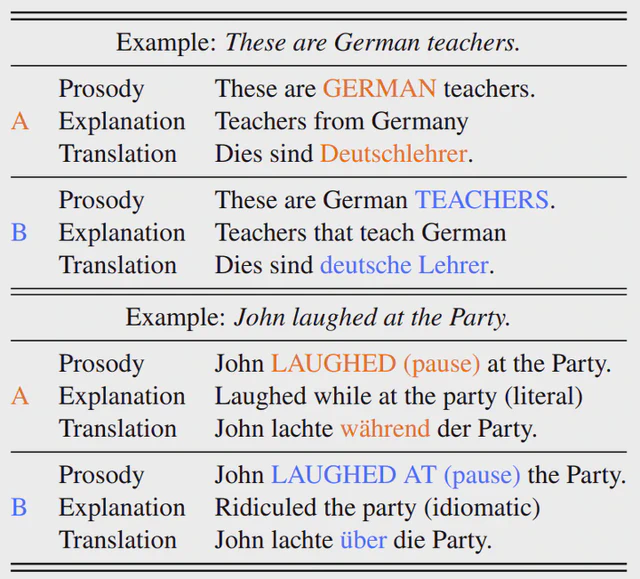 Example: These are German teachers.
A
Prosody These are GERMAN teachers.
Explanation Teachers from Germany
Translation Dies sind Deutschlehrer.
B
Prosody These are German TEACHERS.
Explanation Teachers that teach German
Translation Dies sind deutsche Lehrer.
Example: John laughed at the Party.
A
Prosody John LAUGHED (pause) at the Party.
Explanation Laughed while at the party (literal)
Translation John lachte während der Party.
B
Prosody John LAUGHED AT (pause) the Party.
Explanation Ridiculed the party (idiomatic)
Translation John lachte über die Party.